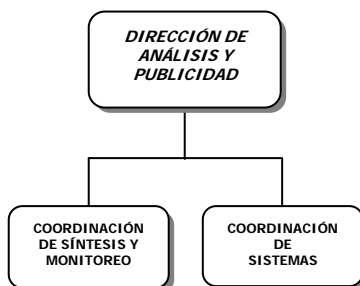 DIRECCIÓN DE
ANÁLISIS Y
PUBLICIDAD
COORDINACIÓN
DE SÍNTESIS Y
MONITOREO
COORDINACIÓN
DE
SISTEMAS